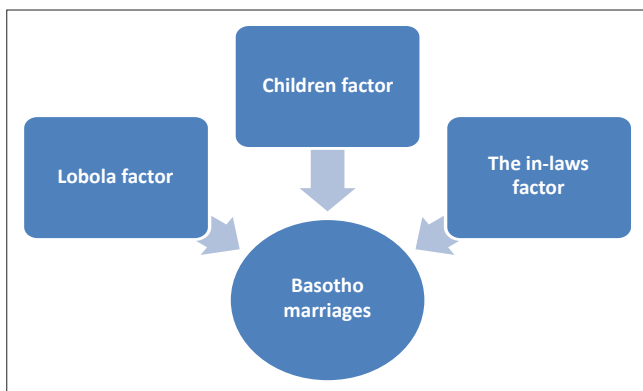 Children factor
Lobola factor
The in-laws
factor
Basotho
marriages